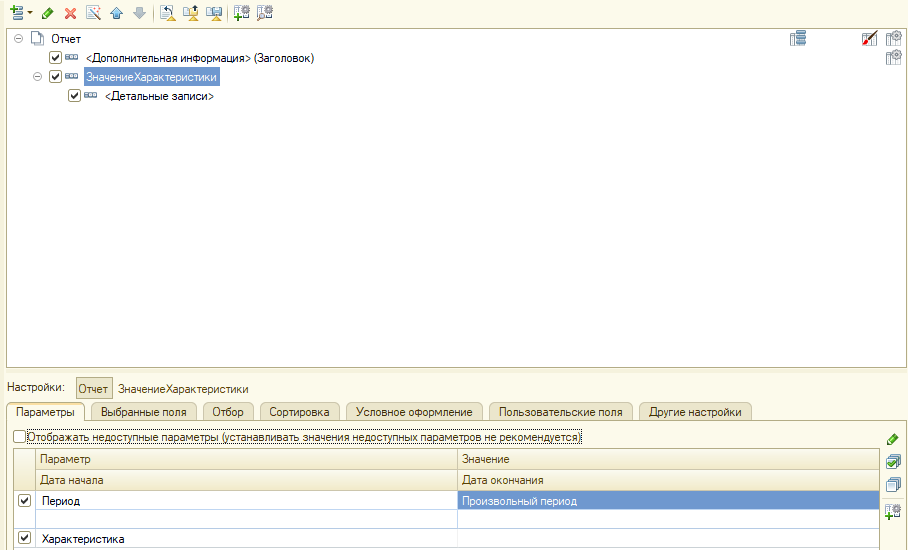 Отчет
<Дополнительная информация> (Заголовок)
ЗначениеХарактеристики
<Детальные записи>
Настройки: Отчет ЗначениеХарактеристики
Параметры Выбранные поля Отбор Сортировка Условное оформление Пользовательские поля Другие настройки
Отображать недоступные параметры (устанавливать значения недоступных параметров не рекомендуется)
Параметр Значение
Дата начала Дата окончания
Период Произвольный период
Характеристика